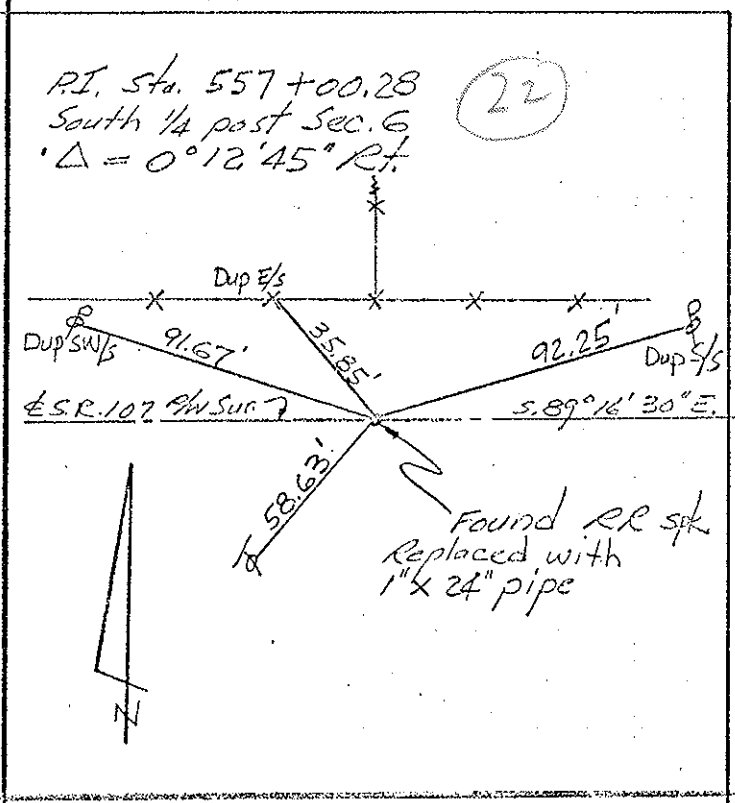 P.I. Sta. 557+00.28
South 1/4 post Sec. 6
Δ = 0°12'45" Rt.
22
Dup E/s
Dup SW/s
91.67'
35.85'
92.25'
Dup S/s
℄ S.R. 107 R/W Sur.
S.89°16'30"E.
58.63'
Found RR spk
Replaced with
1" X 24" pipe
N